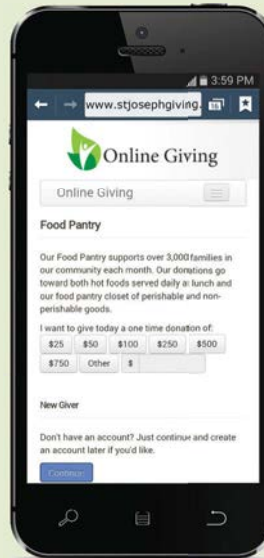 3:59 PM
www.stjosephgiving.
Online Giving
Online Giving
Food Pantry
Our Food Pantry supports over 3,000 families in
our community each month. Our donations go
toward both hot foods served daily at lunch and
our food pantry closet of perishable and non-
perishable goods.
I want to give today a one time donation of:
$25 $50 $100 $250 $500
$750 Other $
New Giver
Don't have an account? Just continue and create
an account later if you'd like.
Continue